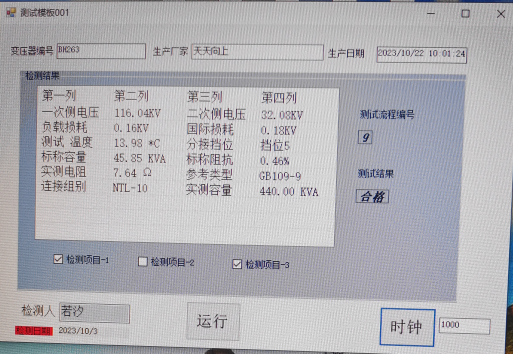 测试模板001
变压器编号 BH263 生产厂家 天天向上 生产日期 2023/10/22 10:01:24
检测结果
第一列 第二列 第三列 第四列
一次侧电压 116.04KV 二次侧电压 32.08KV
负载损耗 0.16KV 国际损耗 0.18KV
测试 温度 13.98 *C 分接挡位 挡位5
标称容量 45.85 KVA 标称阻抗 0.46%
实测电阻 7.64 Ω 参考类型 GB109-9
连接组别 NTL-10 实测容量 440.00 KVA
测试流程编号
9
测试结果
合格
检测项目-1 检测项目-2 检测项目-3
检测人 若汐 运行 时钟 1000
检测日期 2023/10/3